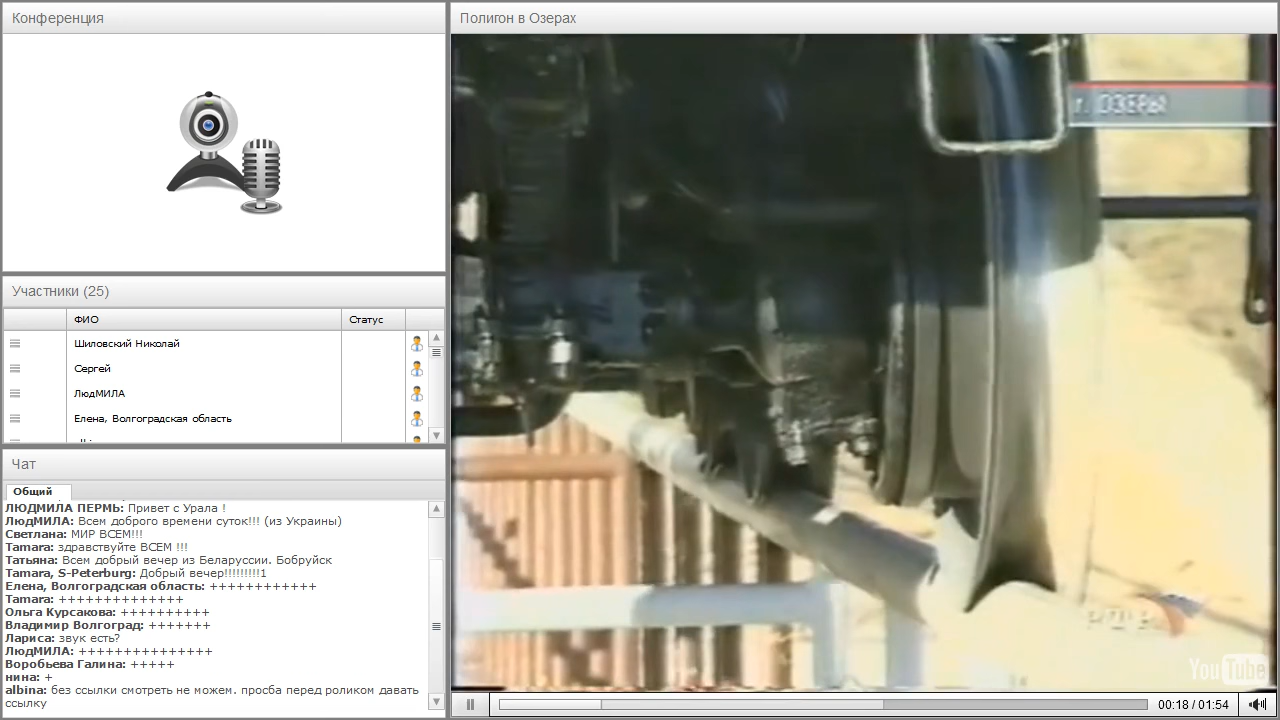 Конференция
Полигон в Озерах
г. ОЗЕРЫ
Участники (25)
ФИО Статус
Шиловский Николай
Сергей
ЛюдМИЛА
Елена, Волгоградская область
Чат
Общий
ЛЮДМИЛА ПЕРМЬ: Привет с Урала !
ЛюдМИЛА: Всем доброго времени суток!!! (из Украины)
Светлана: МИР ВСЕМ!!!
Tamara: здравствуйте ВСЕМ !!!
Татьяна: Всем добрый вечер из Беларуссии. Бобруйск
Tamara, S-Peterburg: Добрый вечер!!!!!!!!!1
Елена, Волгоградская область: ++++++++++++
Tamara: ++++++++++++++
Ольга Курсакова: ++++++++++
Владимир Волгоград: +++++++
Лариса: звук есть?
ЛюдМИЛА: +++++++++++++++
Воробьева Галина: +++++
нина: +
albina: без ссылки смотреть не можем. просба перед роликом давать
ссылку
YouTube
00:18 / 01:54